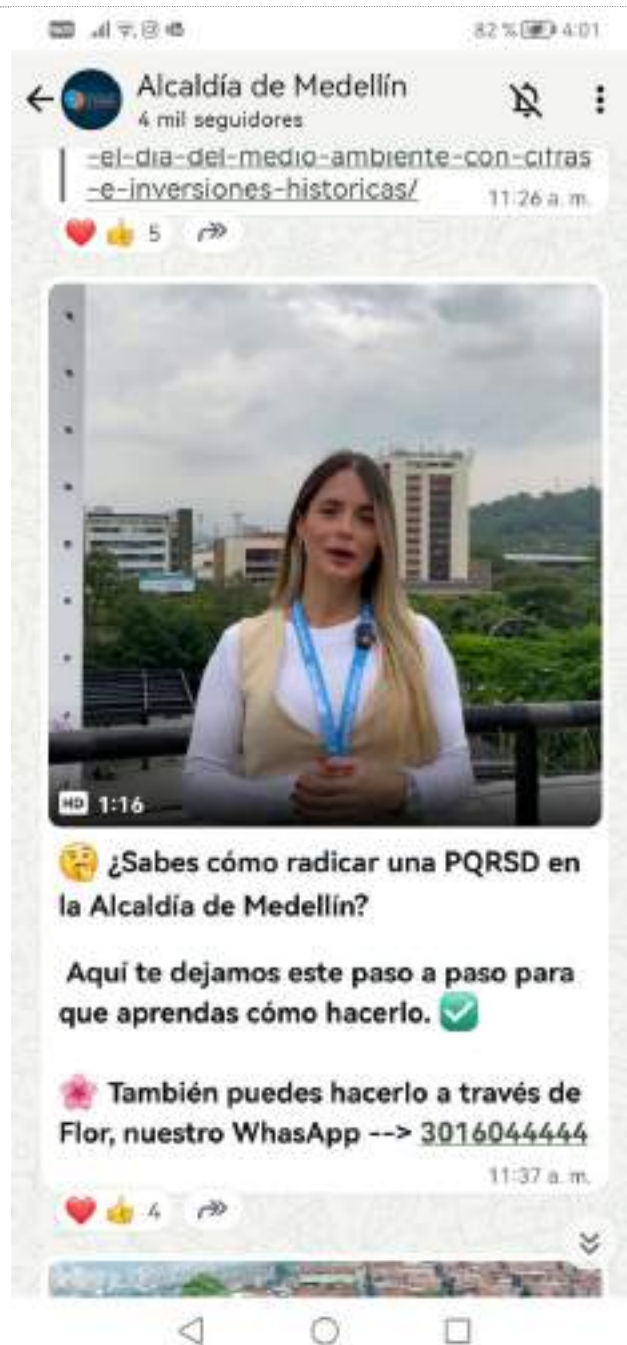 82 % 4:01
Alcaldía de Medellín
4 mil seguidores
-el-dia-del-medio-ambiente-con-cifras
-e-inversiones-historicas/
11:26 a. m.
5
HD 1:16
¿Sabes cómo radicar una PQRSD en
la Alcaldía de Medellín?
Aquí te dejamos este paso a paso para
que aprendas cómo hacerlo.
También puedes hacerlo a través de
Flor, nuestro WhasApp --> 3016044444
11:37 a. m.
4